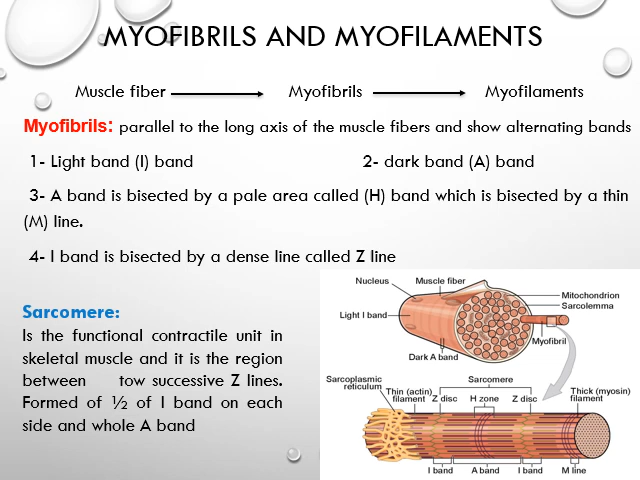 MYOFIBRILS AND MYOFILAMENTS
Muscle fiber Myofibrils Myofilaments
Myofibrils: parallel to the long axis of the muscle fibers and show alternating bands
1- Light band (I) band 2- dark band (A) band
3- A band is bisected by a pale area called (H) band which is bisected by a thin
(M) line.
4- I band is bisected by a dense line called Z line
Sarcomere:
Is the functional contractile unit in
skeletal muscle and it is the region
between tow successive Z lines.
Formed of ½ of I band on each
side and whole A band
Nucleus
Muscle fiber
Mitochondrion
Sarcolemma
Light I band
Myofibril
Dark A band
Sarcoplasmic
reticulum
Thin (actin)
filament
Sarcomere
Z disc
H zone
Z disc
Thick (myosin)
filament
I band
A band
I band
M line